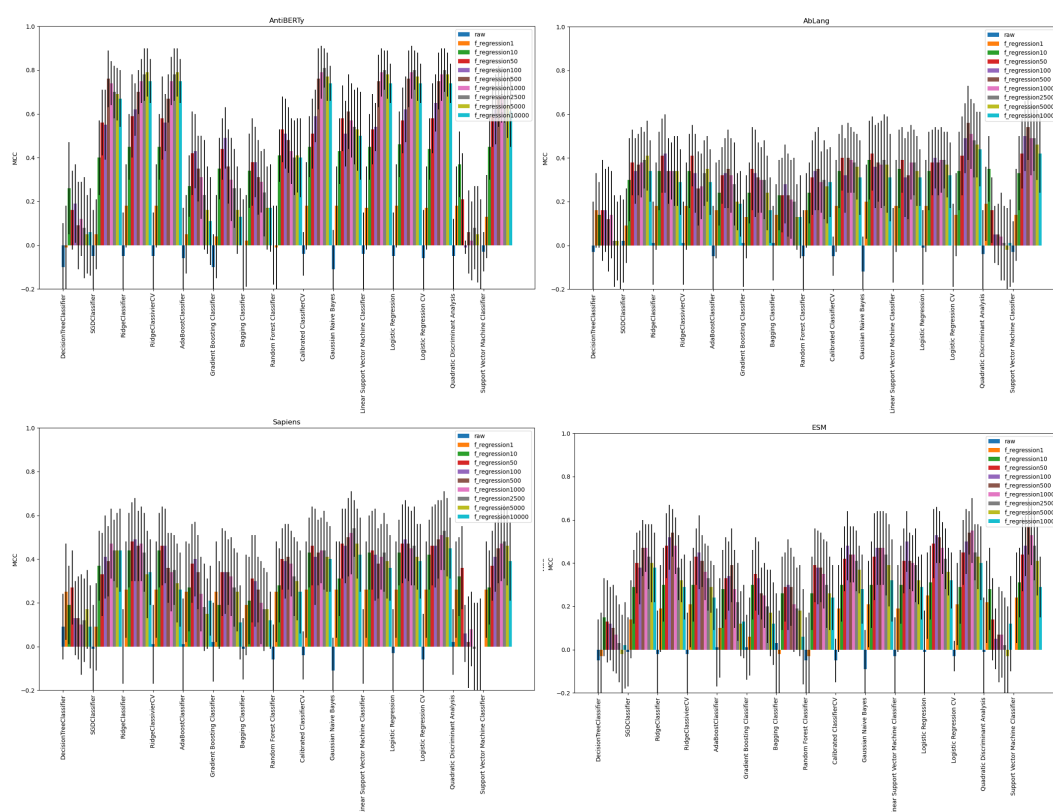 AntiBERTy
1.0
0.8
0.6
0.4
0.2
0.0
−0.2
MCC
raw
f_regression1
f_regression10
f_regression50
f_regression100
f_regression500
f_regression1000
f_regression2500
f_regression5000
f_regression10000
DecisionTreeClassifier
SGDClassifier
RidgeClassifier
RidgeClassivierCV
AdaBoostClassifier
Gradient Boosting Classifier
Bagging Classifier
Random Forest Classifier
Calibrated ClassifierCV
Gaussian Naive Bayes
Linear Support Vector Machine Classifier
Logistic Regression
Logistic Regression CV
Quadratic Discriminant Analysis
Support Vector Machine Classifier
AbLang
1.0
0.8
0.6
0.4
0.2
0.0
−0.2
MCC
raw
f_regression1
f_regression10
f_regression50
f_regression100
f_regression500
f_regression1000
f_regression2500
f_regression5000
f_regression1000
DecisionTreeClassifier
SGDClassifier
RidgeClassifier
RidgeClassivierCV
AdaBoostClassifier
Gradient Boosting Classifier
Bagging Classifier
Random Forest Classifier
Calibrated ClassifierCV
Gaussian Naive Bayes
Linear Support Vector Machine Classifier
Logistic Regression
Logistic Regression CV
Quadratic Discriminant Analysis
Support Vector Machine Classifier
Sapiens
1.0
0.8
0.6
0.4
0.2
0.0
−0.2
MCC
raw
f_regression1
f_regression10
f_regression50
f_regression100
f_regression500
f_regression1000
f_regression2500
f_regression5000
f_regression10000
DecisionTreeClassifier
SGDClassifier
RidgeClassifier
RidgeClassivierCV
AdaBoostClassifier
Gradient Boosting Classifier
Bagging Classifier
Random Forest Classifier
Calibrated ClassifierCV
Gaussian Naive Bayes
Linear Support Vector Machine Classifier
Logistic Regression
Logistic Regression CV
Quadratic Discriminant Analysis
Support Vector Machine Classifier
ESM
1.0
0.8
0.6
0.4
0.2
0.0
−0.2
MCC
raw
f_regression1
f_regression10
f_regression50
f_regression100
f_regression500
f_regression1000
f_regression2500
f_regression5000
f_regression1000
DecisionTreeClassifier
SGDClassifier
RidgeClassifier
RidgeClassivierCV
AdaBoostClassifier
Gradient Boosting Classifier
Bagging Classifier
Random Forest Classifier
Calibrated ClassifierCV
Gaussian Naive Bayes
Linear Support Vector Machine Classifier
Logistic Regression
Logistic Regression CV
Quadratic Discriminant Analysis
Support Vector Machine Classifier